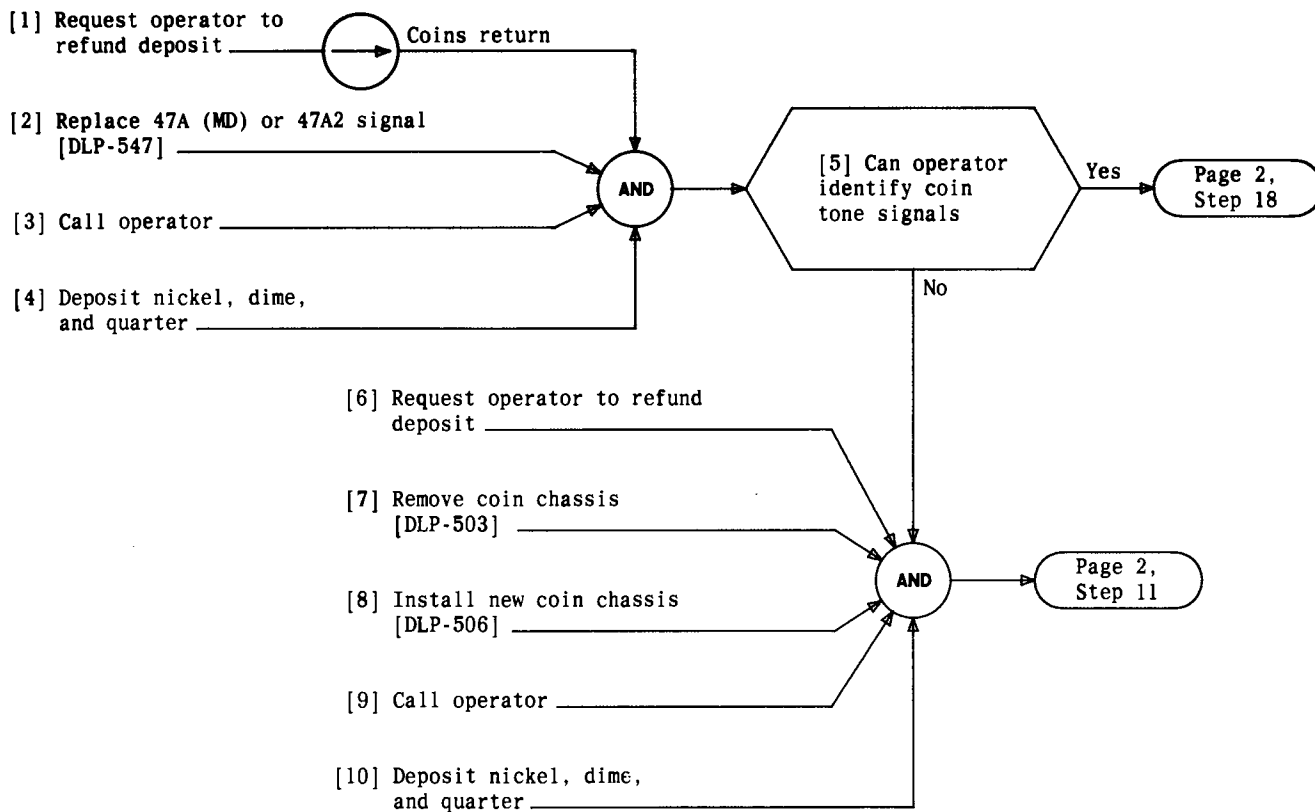 [1] Request operator to
refund deposit
Coins return
[2] Replace 47A (MD) or 47A2 signal
[DLP-547]
[3] Call operator
[4] Deposit nickel, dime,
and quarter
AND
[5] Can operator
identify coin
tone signals
Yes
Page 2,
Step 18
No
[6] Request operator to refund
deposit
[7] Remove coin chassis
[DLP-503]
[8] Install new coin chassis
[DLP-506]
[9] Call operator
[10] Deposit nickel, dime,
and quarter
AND
Page 2,
Step 11